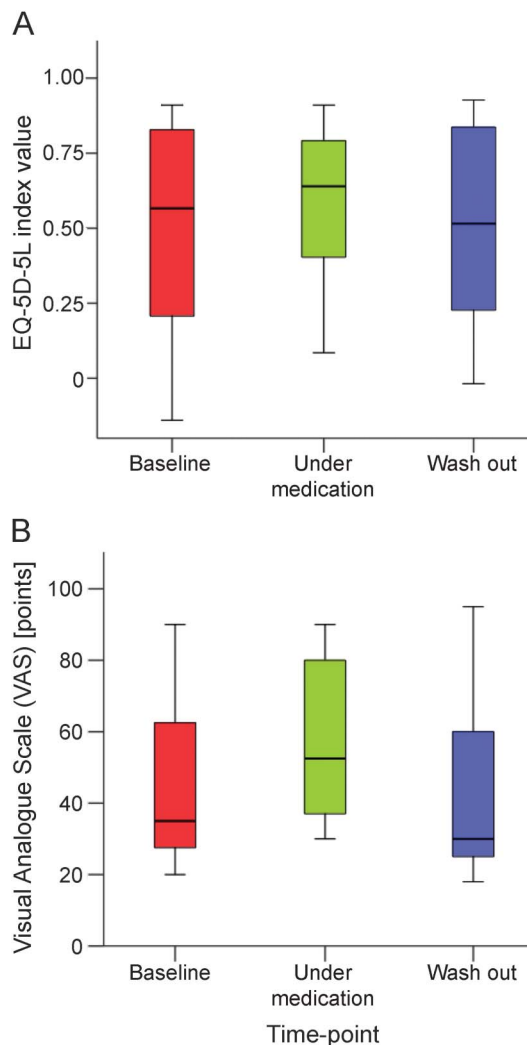 A
EQ-5D-5L index value
1.00
0.75
0.50
0.25
0
Baseline
Under
medication
Wash out
B
Visual Analogue Scale (VAS) [points]
100
80
60
40
20
0
Baseline
Under
medication
Wash out
Time-point